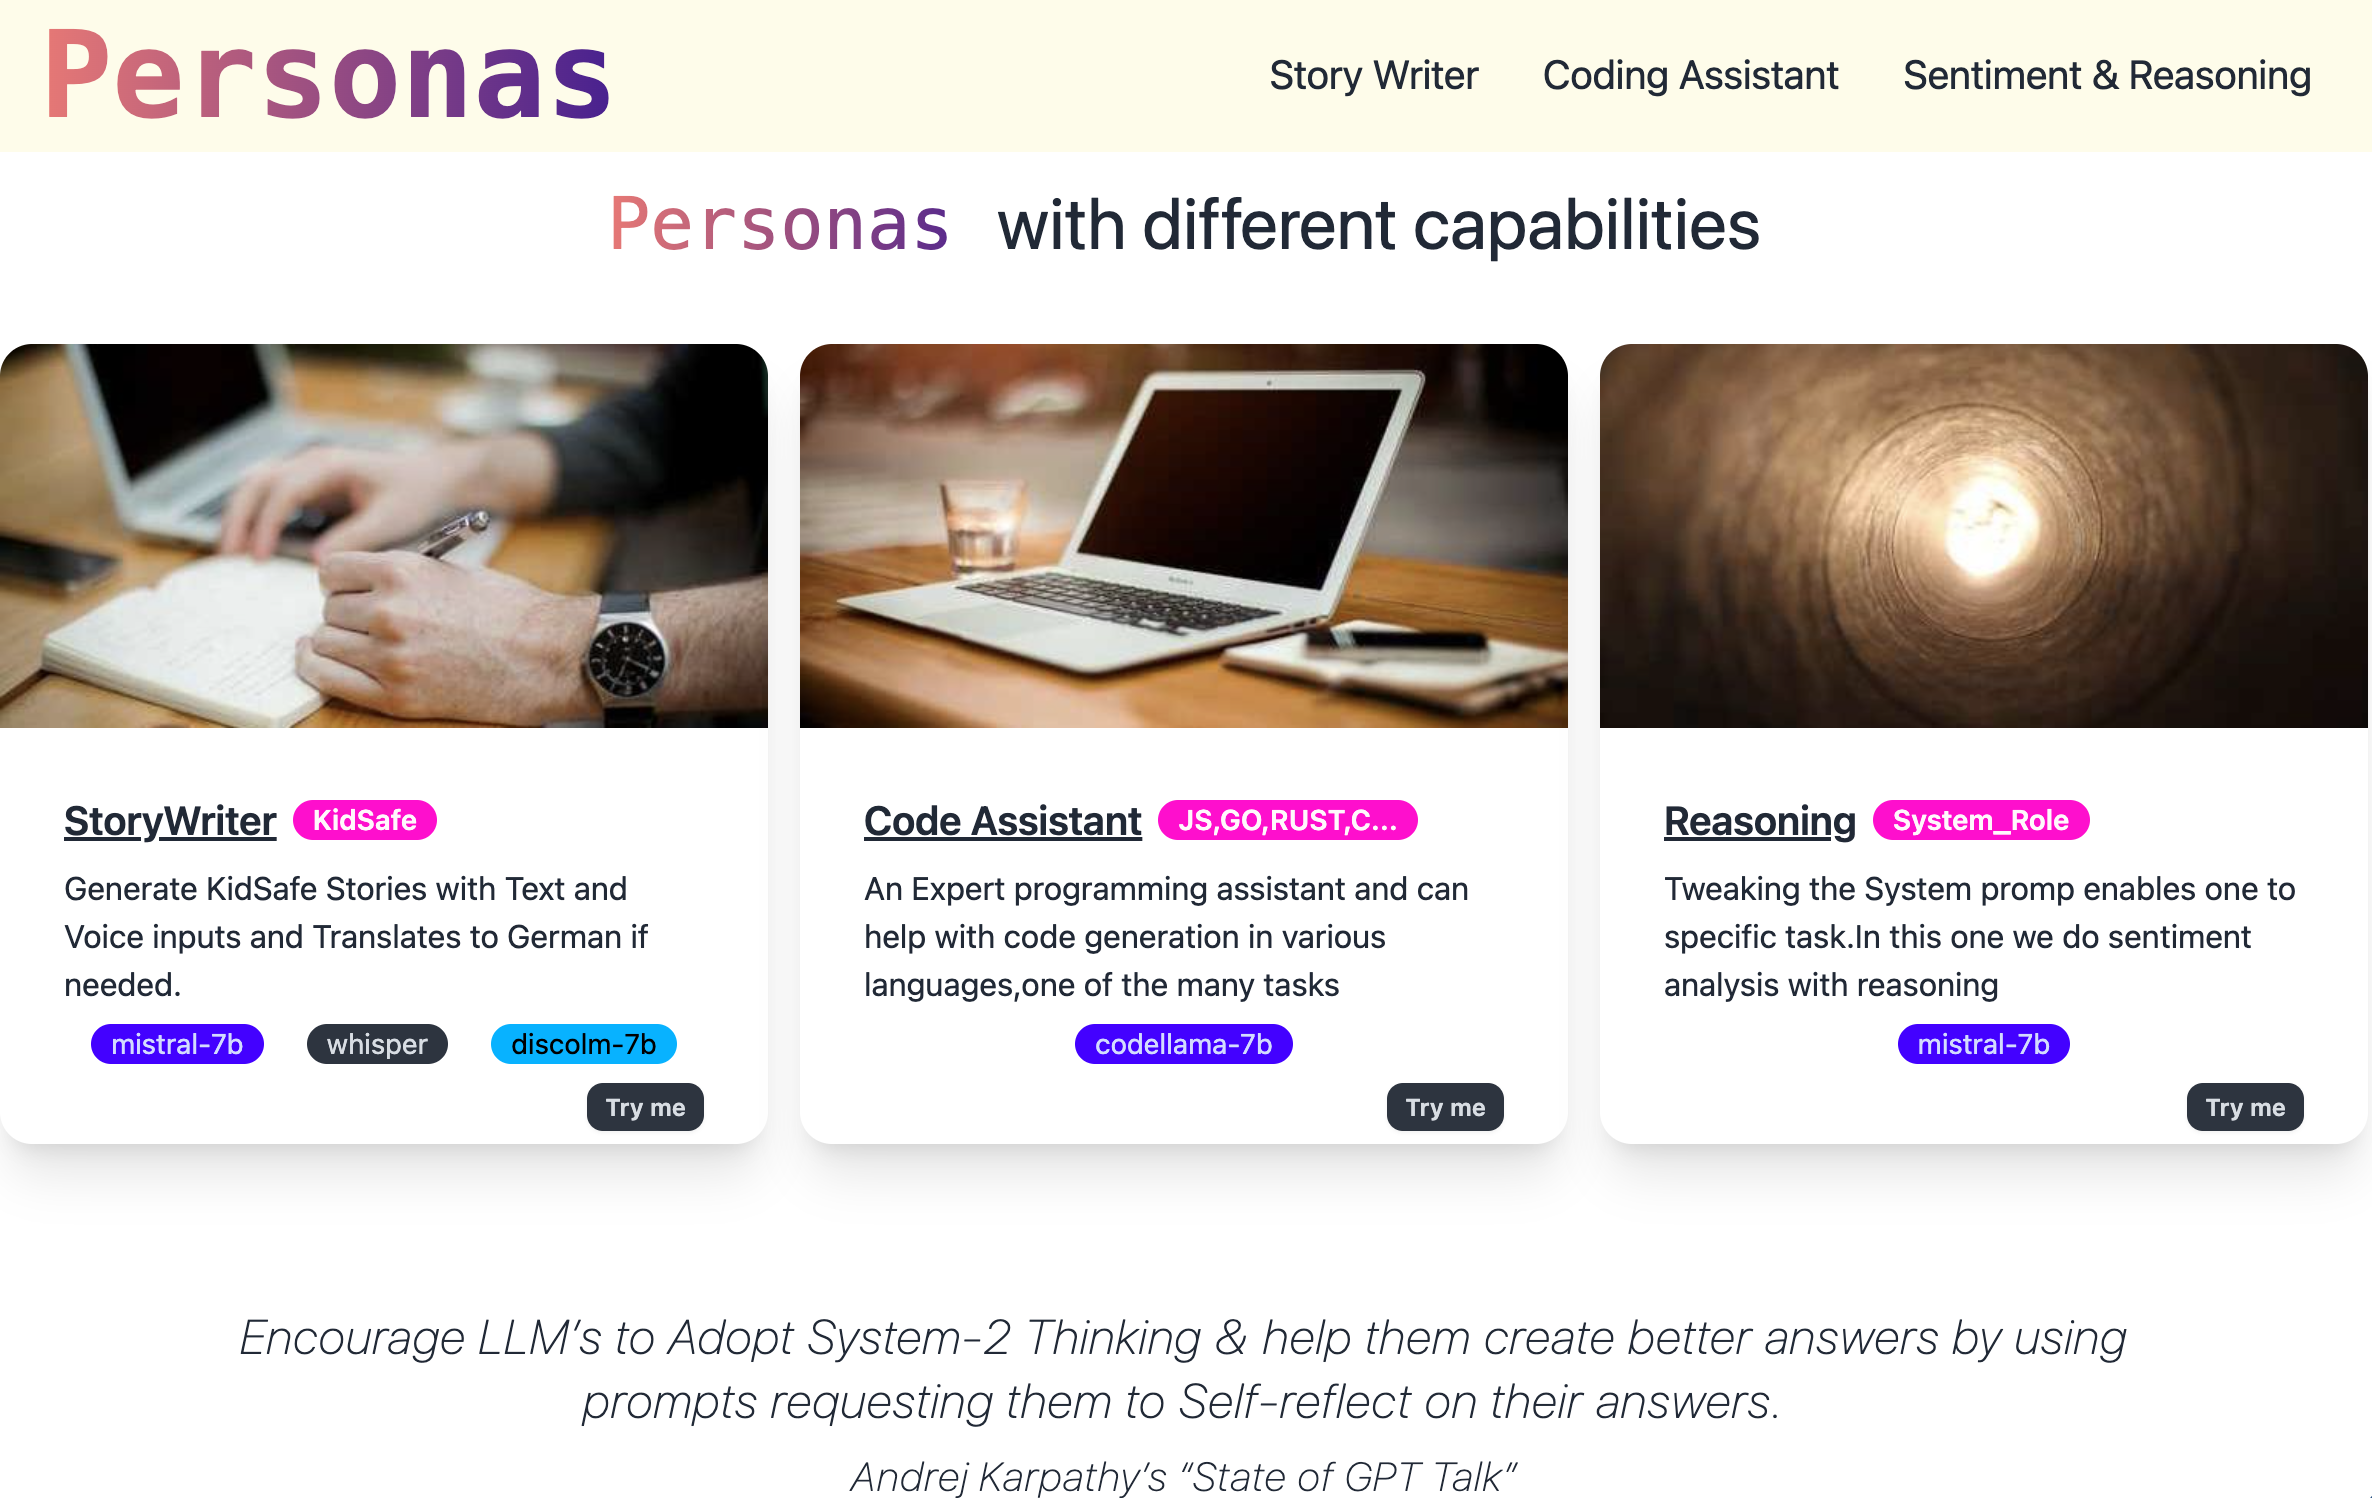 Personas
Story Writer Coding Assistant Sentiment & Reasoning
Personas with different capabilities
StoryWriter KidSafe
Generate KidSafe Stories with Text and
Voice inputs and Translates to German if
needed.
mistral-7b whisper discolm-7b
Try me
Code Assistant JS,GO,RUST,C...
An Expert programming assistant and can
help with code generation in various
languages,one of the many tasks
codellama-7b
Try me
Reasoning System_Role
Tweaking the System promp enables one to
specific task.In this one we do sentiment
analysis with reasoning
mistral-7b
Try me
Encourage LLM's to Adopt System-2 Thinking & help them create better answers by using
prompts requesting them to Self-reflect on their answers.
Andrej Karpathy's "State of GPT Talk"